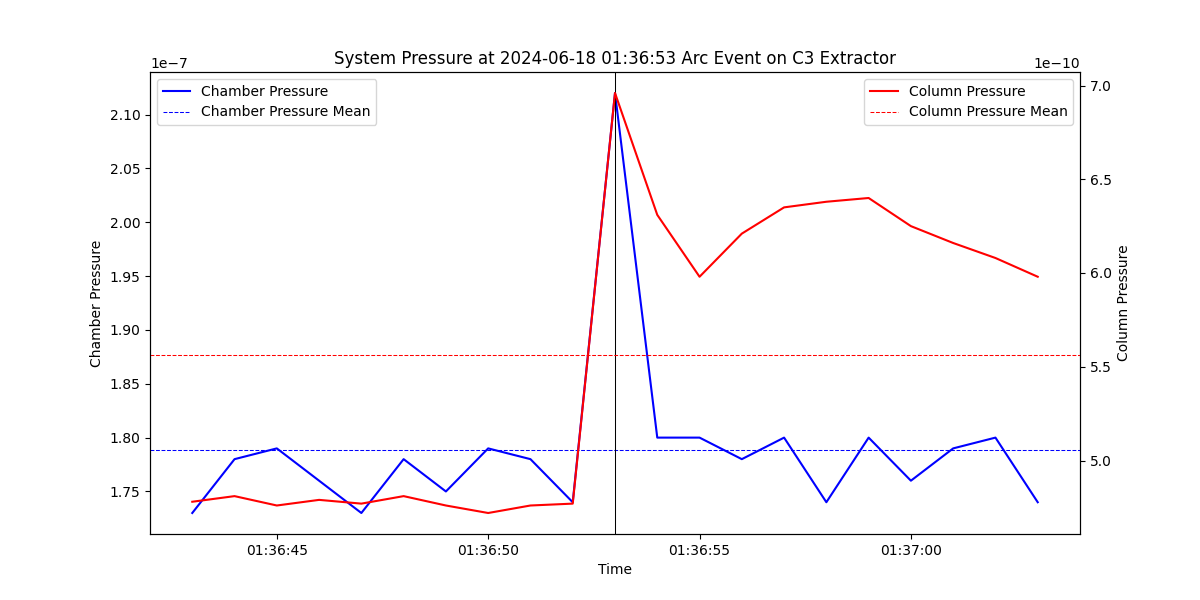 System Pressure at 2024-06-18 01:36:53 Arc Event on C3 Extractor
1e−7
1e−10
Chamber Pressure
Chamber Pressure Mean
Column Pressure
Column Pressure Mean
2.10
2.05
2.00
1.95
1.90
1.85
1.80
1.75
Chamber Pressure
7.0
6.5
6.0
5.5
5.0
Column Pressure
01:36:45
01:36:50
01:36:55
01:37:00
Time